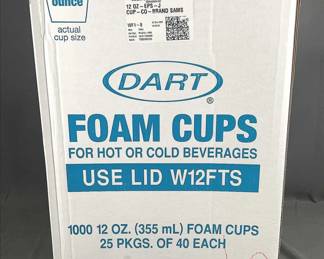 ounce
actual
cup size
12 OZ -EPS-J
CUP-CO-BRAND SAMS
DART®
FOAM CUPS
FOR HOT OR COLD BEVERAGES
USE LID W12FTS
1000 12 OZ. (355 mL) FOAM CUPS
25 PKGS. OF 40 EACH